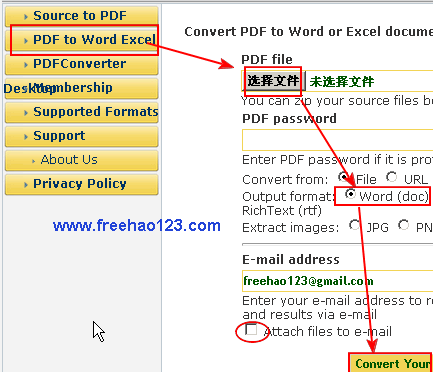 Source to PDF
PDF to Word Excel
PDFConverter
Desktop
Membership
Supported Formats
Support
About Us
Privacy Policy
www.freehao123.com
Convert PDF to Word or Excel docume
PDF file
选择文件 未选择文件
You can zip your source files be
PDF password
Enter PDF password if it is pro
Convert from: File URL
Output format: Word (doc)
RichText (rtf)
Extract images: JPG PN
E-mail address
freehao123@gmail.com
Enter your e-mail address to re
and results via e-mail
Attach files to e-mail
Convert Your